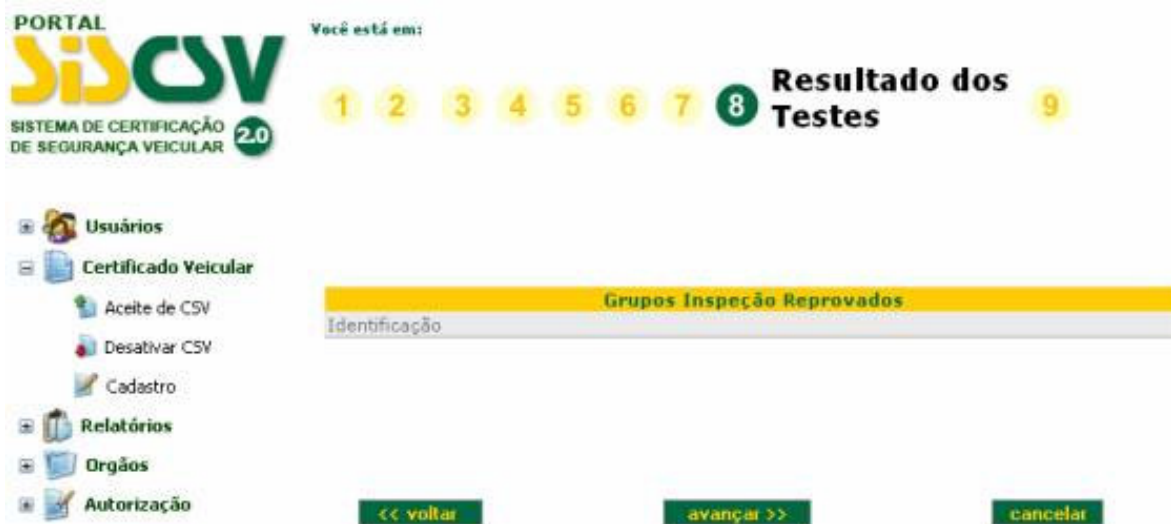 PORTAL
SiSCSV
SISTEMA DE CERTIFICAÇÃO
DE SEGURANÇA VEICULAR
2.0
Você está em:
1 2 3 4 5 6 7 8 Resultado dos
Testes 9
Usuários
Certificado Veicular
Aceite de CSV
Desativar CSV
Cadastro
Relatórios
Orgãos
Autorização
Grupos Inspeção Reprovados
Identificação
<< voltar avançar >> cancelar